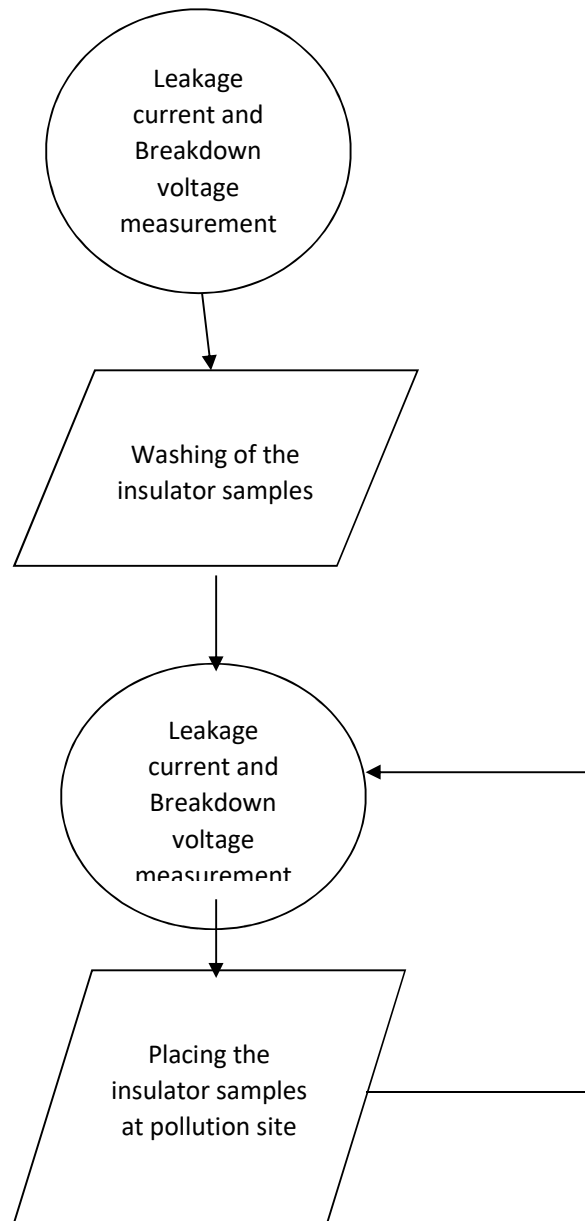 Leakage
current and
Breakdown
voltage
measurement
Washing of the
insulator samples
Leakage
current and
Breakdown
voltage
measurement
Placing the
insulator samples
at pollution site